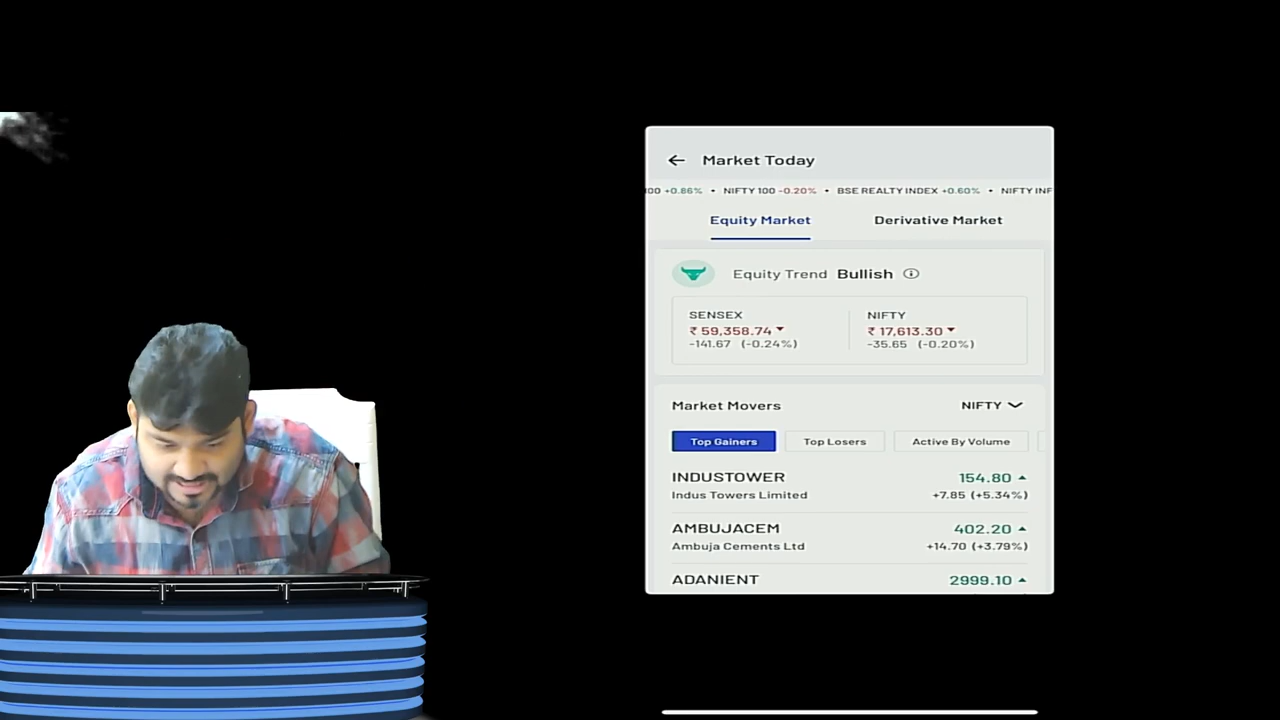 Market Today
100 +0.86% • NIFTY 100 -0.20% • BSE REALTY INDEX +0.60% • NIFTY INF
Equity Market Derivative Market
Equity Trend Bullish
SENSEX NIFTY
₹ 59,358.74 ₹ 17,613.30
-141.67 (-0.24%) -35.65 (-0.20%)
Market Movers NIFTY
Top Gainers Top Losers Active By Volume
INDUSTOWER 154.80
Indus Towers Limited +7.85 (+5.34%)
AMBUJACEM 402.20
Ambuja Cements Ltd +14.70 (+3.79%)
ADANIENT 2999.10